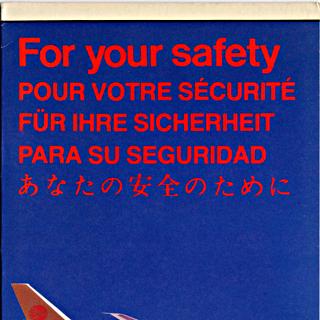 For your safety
POUR VOTRE SÉCURITÉ
FÜR IHRE SICHERHEIT
PARA SU SEGURIDAD
あなたの安全のために